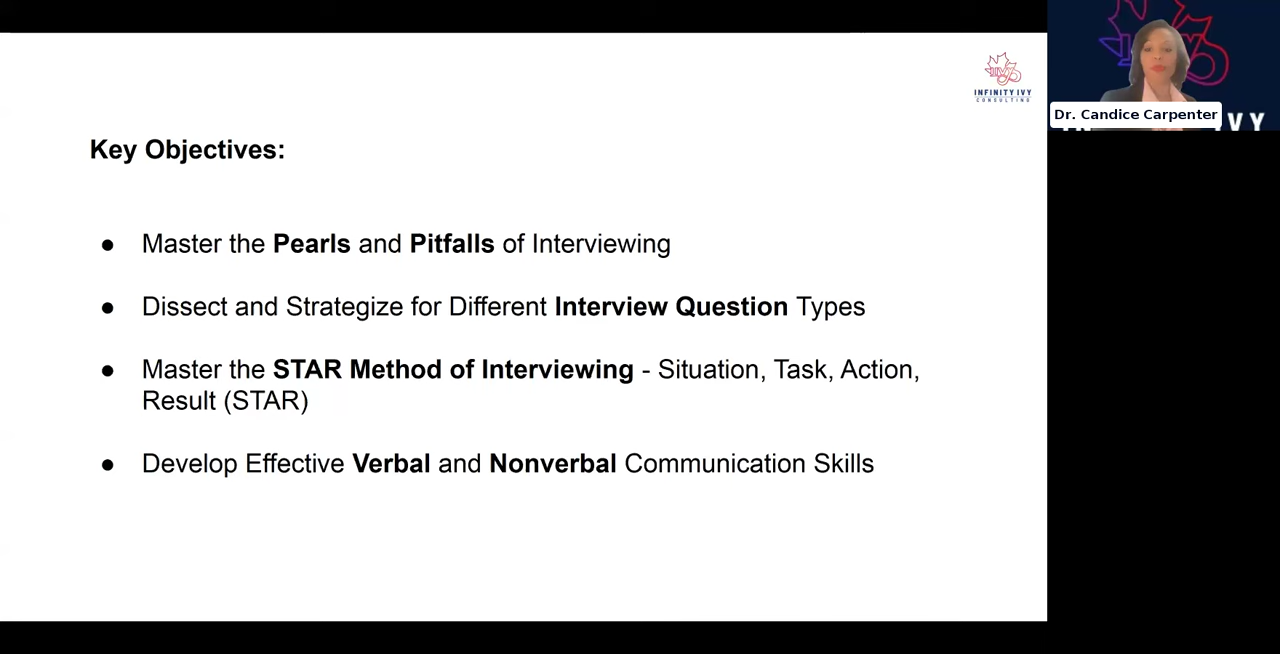 INFINITY IVY
CONSULTING
Dr. Candice Carpenter
IVY
Key Objectives:
● Master the Pearls and Pitfalls of Interviewing
● Dissect and Strategize for Different Interview Question Types
● Master the STAR Method of Interviewing - Situation, Task, Action,
Result (STAR)
● Develop Effective Verbal and Nonverbal Communication Skills